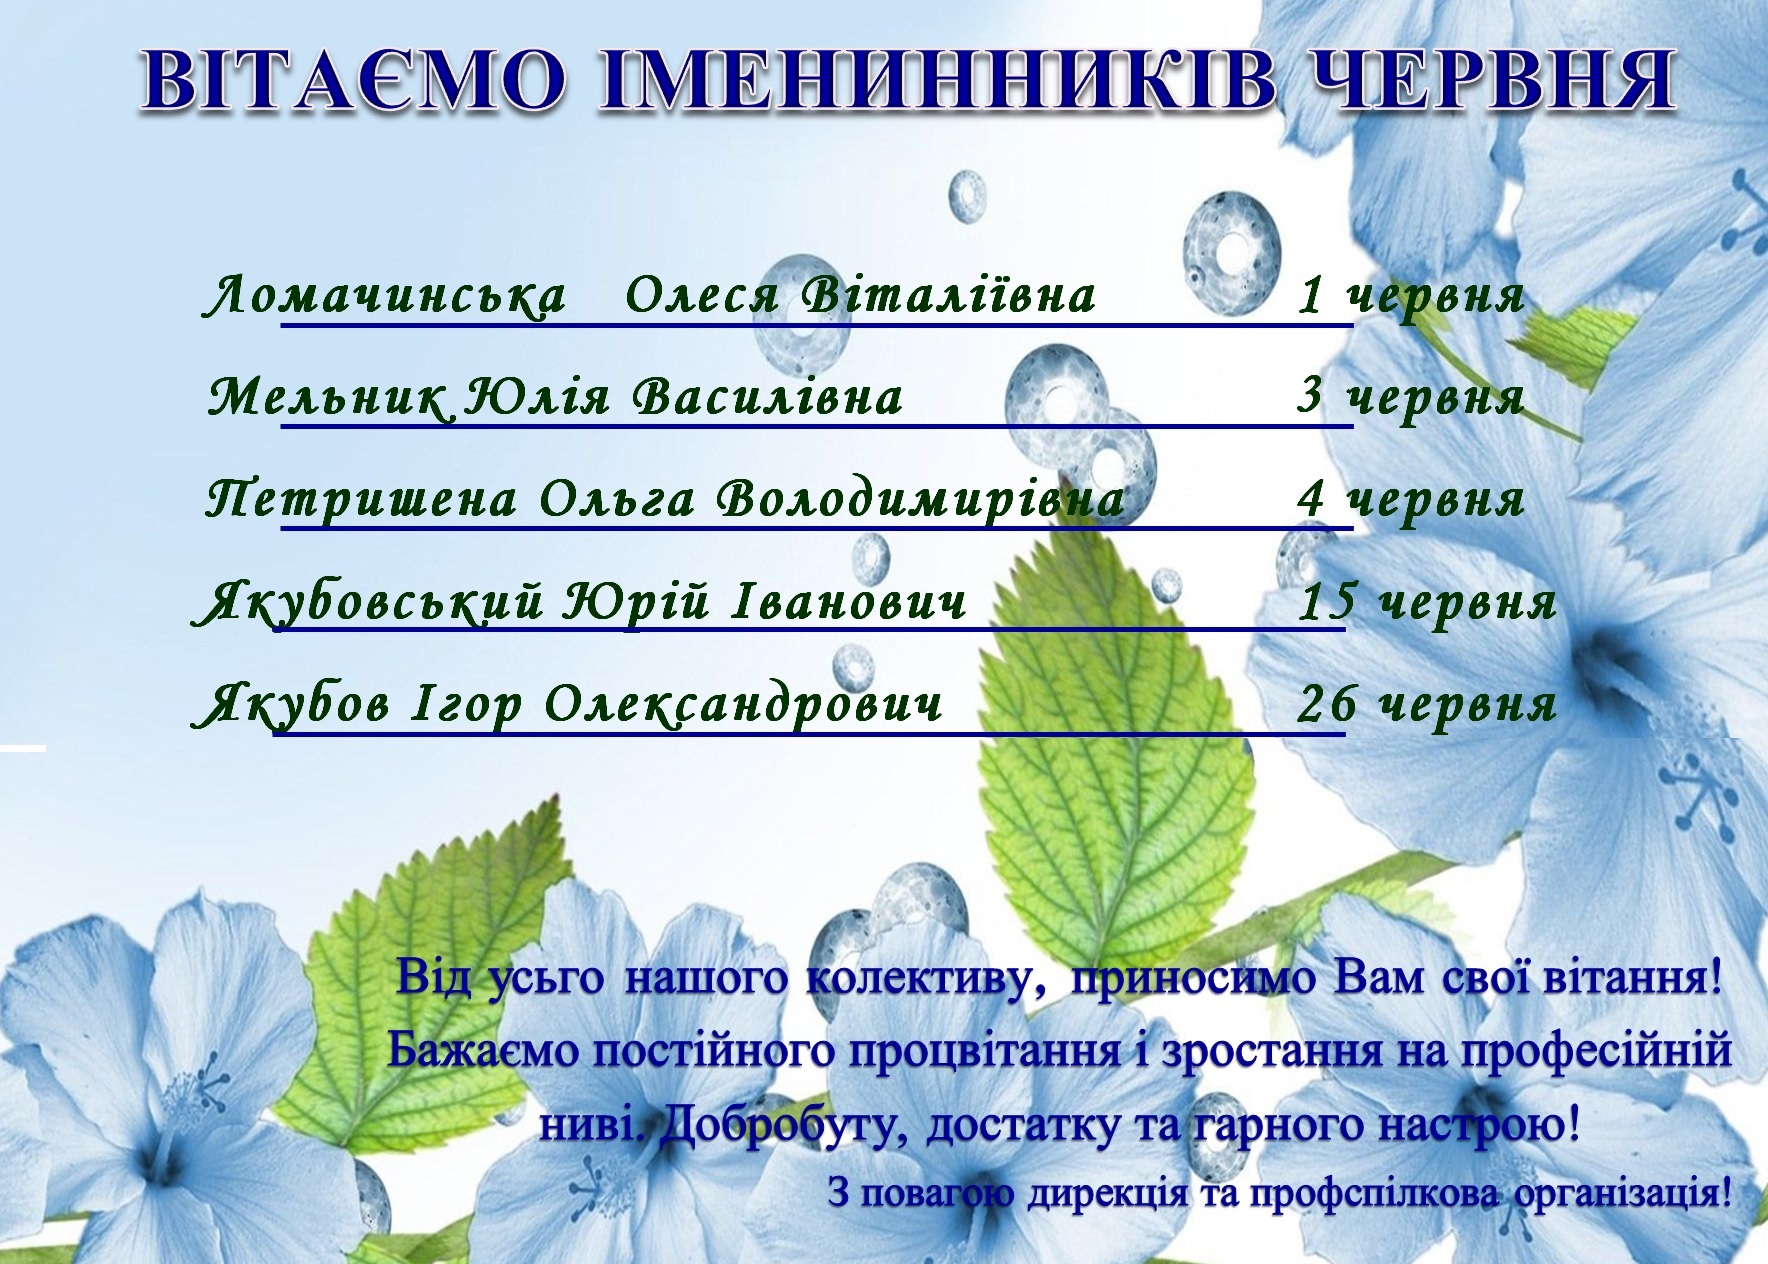 ВІТАЄМО ІМЕНИННИКІВ ЧЕРВНЯ
Ломачинська Олеся Віталіївна 1 червня
Мельник Юлія Василівна 3 червня
Петришена Ольга Володимирівна 4 червня
Якубовський Юрій Іванович 15 червня
Якубов Ігор Олександрович 26 червня
Від усьго нашого колективу, приносимо Вам свої вітання!
Бажаємо постійного процвітання і зростання на професійній
ниві. Добробуту, достатку та гарного настрою!
З повагою дирекція та профспілкова організація!